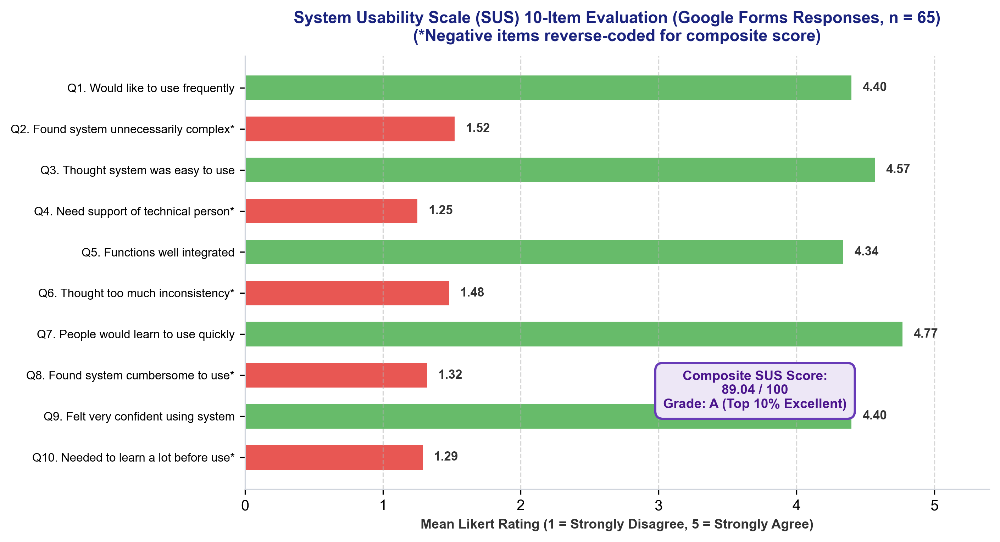 System Usability Scale (SUS) 10-Item Evaluation (Google Forms Responses, n = 65)
(*Negative items reverse-coded for composite score)
Q1. Would like to use frequently 4.40
Q2. Found system unnecessarily complex* 1.52
Q3. Thought system was easy to use 4.57
Q4. Need support of technical person* 1.25
Q5. Functions well integrated 4.34
Q6. Thought too much inconsistency* 1.48
Q7. People would learn to use quickly 4.77
Q8. Found system cumbersome to use* 1.32
Composite SUS Score:
89.04 / 100
Grade: A (Top 10% Excellent)
Q9. Felt very confident using system 4.40
Q10. Needed to learn a lot before use* 1.29
0 1 2 3 4 5
Mean Likert Rating (1 = Strongly Disagree, 5 = Strongly Agree)